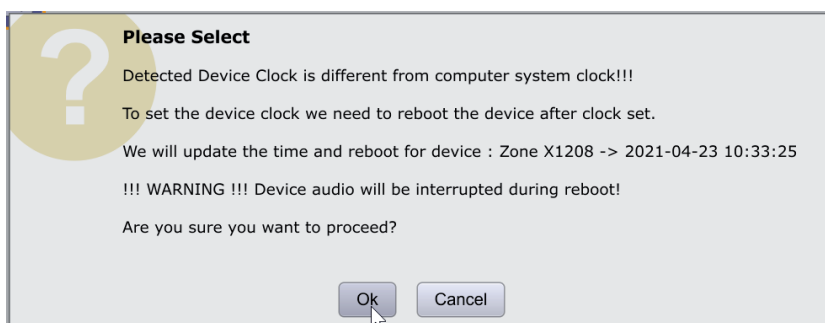 Please Select
Detected Device Clock is different from computer system clock!!!
To set the device clock we need to reboot the device after clock set.
We will update the time and reboot for device : Zone X1208 -> 2021-04-23 10:33:25
!!! WARNING !!! Device audio will be interrupted during reboot!
Are you sure you want to proceed?
Ok Cancel